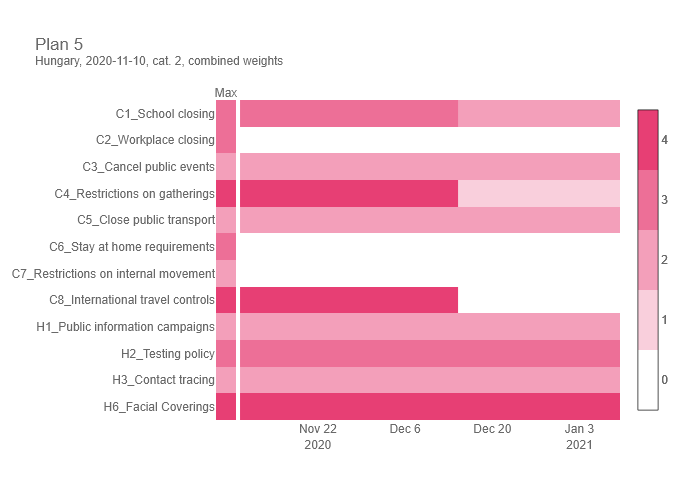 Plan 5
Hungary, 2020-11-10, cat. 2, combined weights
Max
C1_School closing
C2_Workplace closing
C3_Cancel public events
C4_Restrictions on gatherings
C5_Close public transport
C6_Stay at home requirements
C7_Restrictions on internal movement
C8_International travel controls
H1_Public information campaigns
H2_Testing policy
H3_Contact tracing
H6_Facial Coverings
Nov 22 Dec 6 Dec 20 Jan 3
2020 2021
4
3
2
1
0